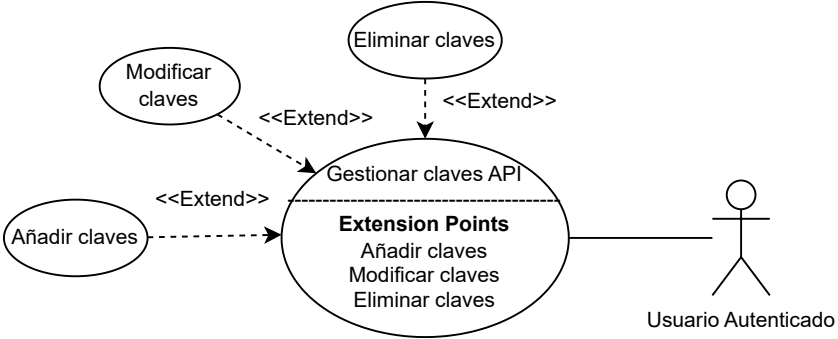 Eliminar claves
Modificar
claves
<<Extend>>
<<Extend>>
Gestionar claves API
<<Extend>>
Añadir claves
Extension Points
Añadir claves
Modificar claves
Eliminar claves
Usuario Autenticado